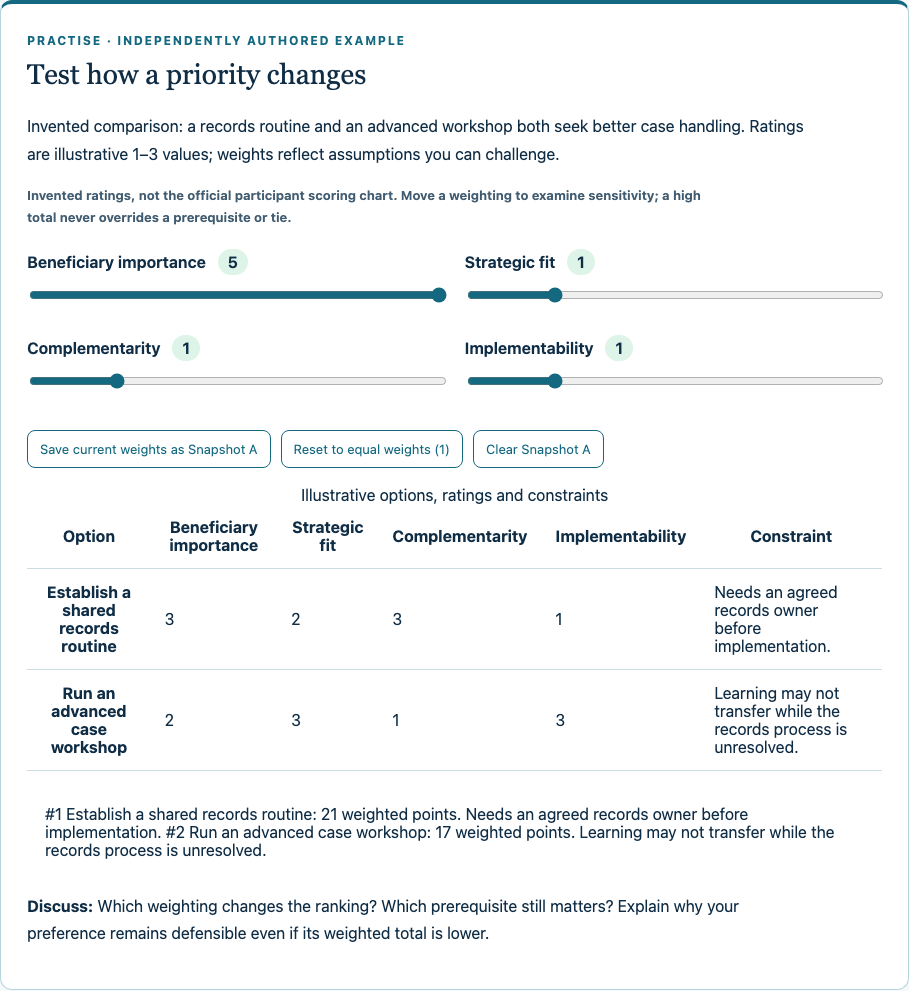 PRACTISE · INDEPENDENTLY AUTHORED EXAMPLE
Test how a priority changes
Invented comparison: a records routine and an advanced workshop both seek better case handling. Ratings
are illustrative 1–3 values; weights reflect assumptions you can challenge.
Invented ratings, not the official participant scoring chart. Move a weighting to examine sensitivity; a high
total never overrides a prerequisite or tie.
Beneficiary importance 5
Strategic fit 1
Complementarity 1
Implementability 1
Save current weights as Snapshot A
Reset to equal weights (1)
Clear Snapshot A
Illustrative options, ratings and constraints
Option
Beneficiary
importance
Strategic
fit
Complementarity
Implementability
Constraint
Establish a
shared
records
routine
3
2
3
1
Needs an agreed
records owner
before
implementation.
Run an
advanced
case
workshop
2
3
1
3
Learning may not
transfer while the
records process is
unresolved.
#1 Establish a shared records routine: 21 weighted points. Needs an agreed records owner before
implementation. #2 Run an advanced case workshop: 17 weighted points. Learning may not transfer while the
records process is unresolved.
Discuss: Which weighting changes the ranking? Which prerequisite still matters? Explain why your
preference remains defensible even if its weighted total is lower.